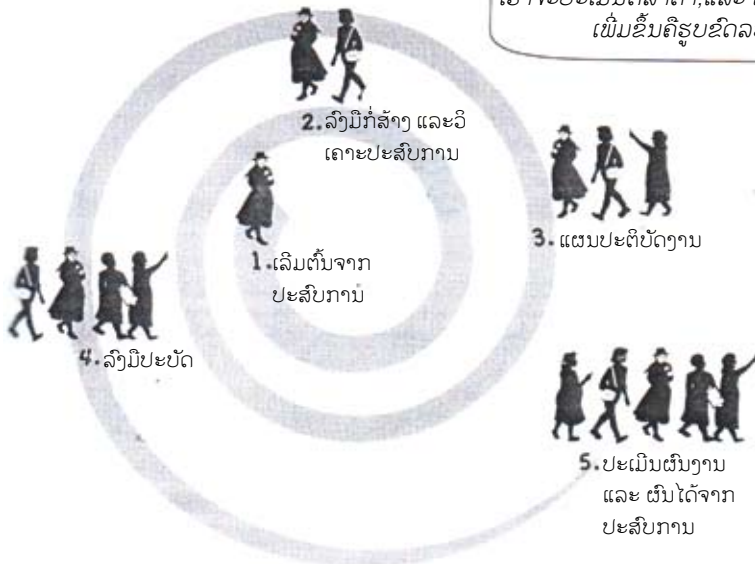 ເພີ່ມຂຶ້ນຄືຮູບຂົດ
2.ລົງມືກໍ່ສ້າງ ແລະວິ
ເຄາະປະສົບການ
3. ແຜນປະຕິບັດງານ
1.ເລີມຕົ້ນຈາກ
ປະສົບການ
4.ລົງມືປະບັດ
5.ປະເມີນຜົນງານ
ແລະ ຜົນໄດ້ຈາກ
ປະສົບການ